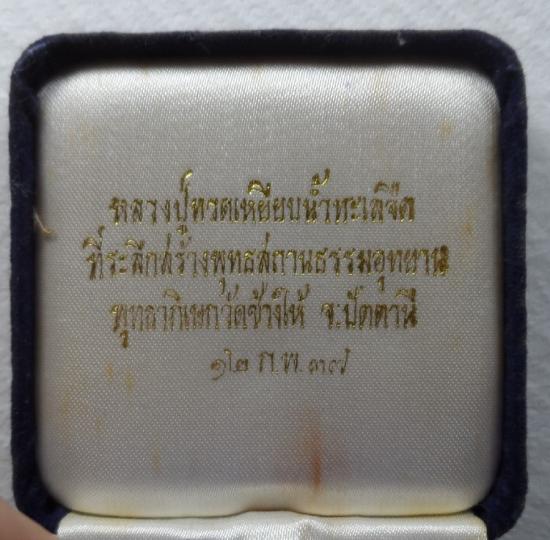 หลวงปู่ทวดเหยียบน้ำทะเลจืด
ที่ระลึกสร้างพุทธสถานธรรมอุทยาน
พุทธาภิเษกวัดช้างให้ จ.ปัตตานี
๑๒ ก.พ. ๓๗